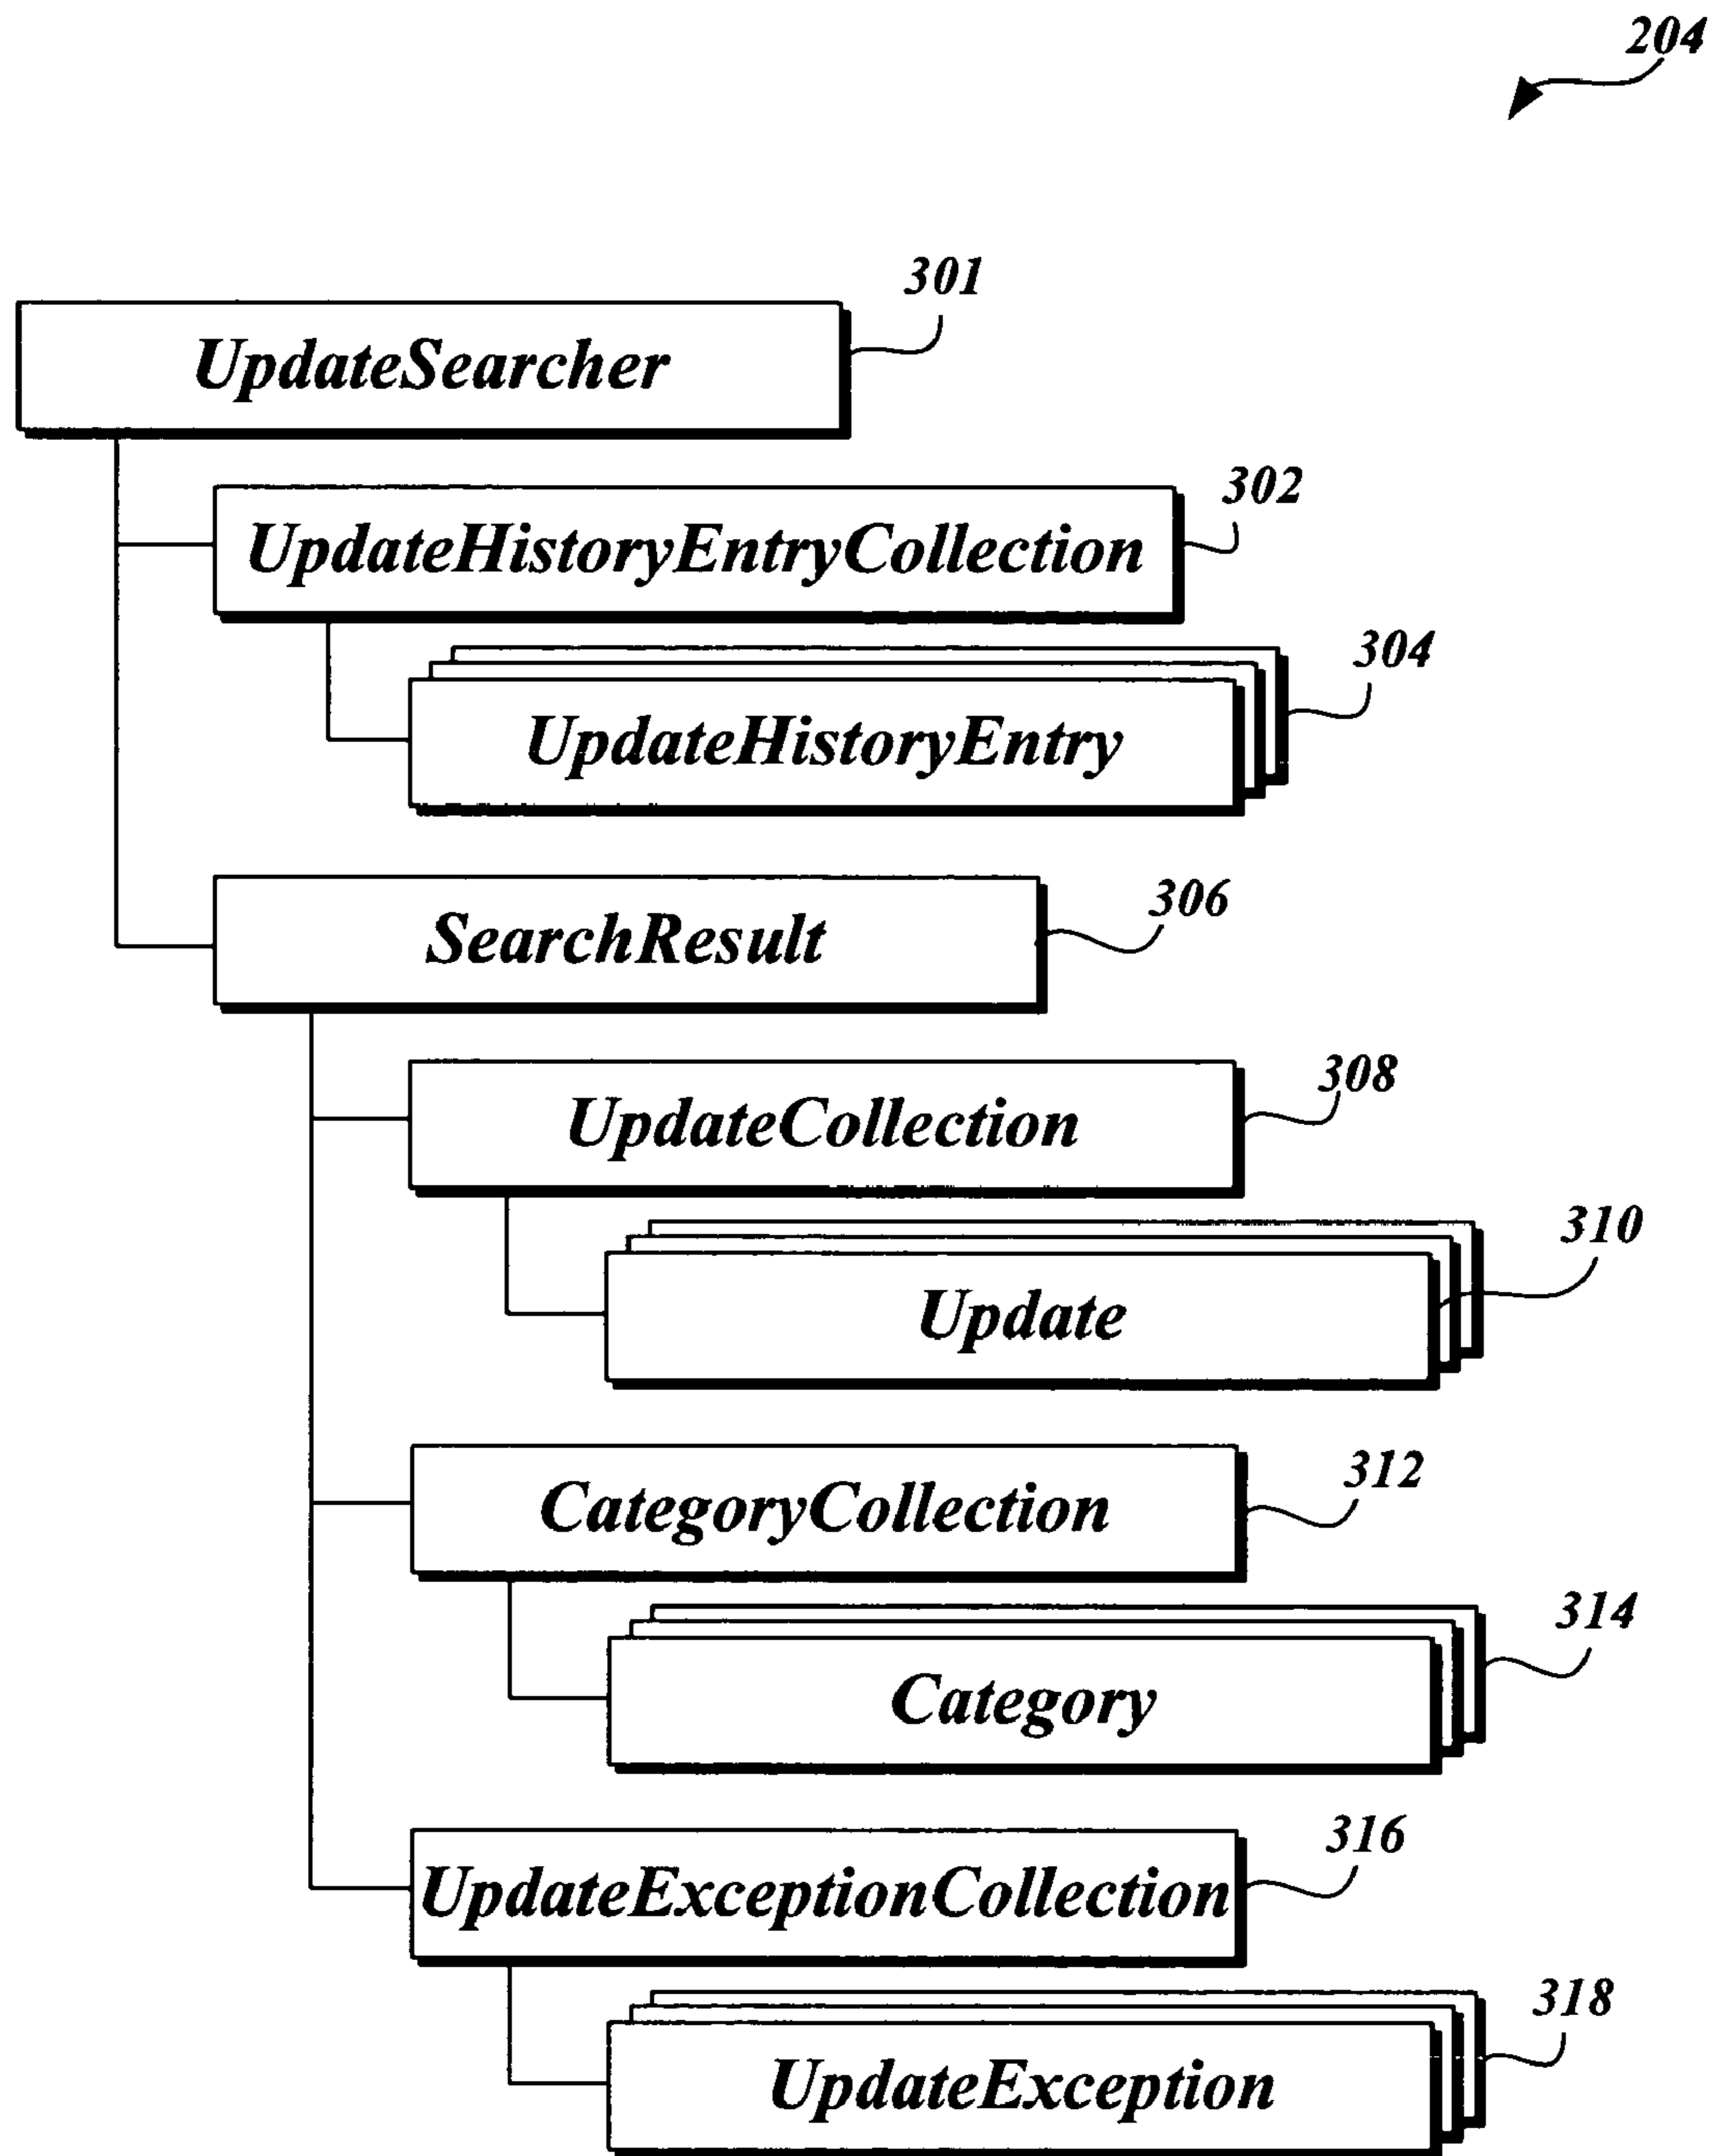 204
301
UpdateSearcher
302
UpdateHistoryEntryCollection
304
UpdateHistoryEntry
306
SearchResult
308
UpdateCollection
310
Update
312
CategoryCollection
314
Category
316
UpdateExceptionCollection
318
UpdateException